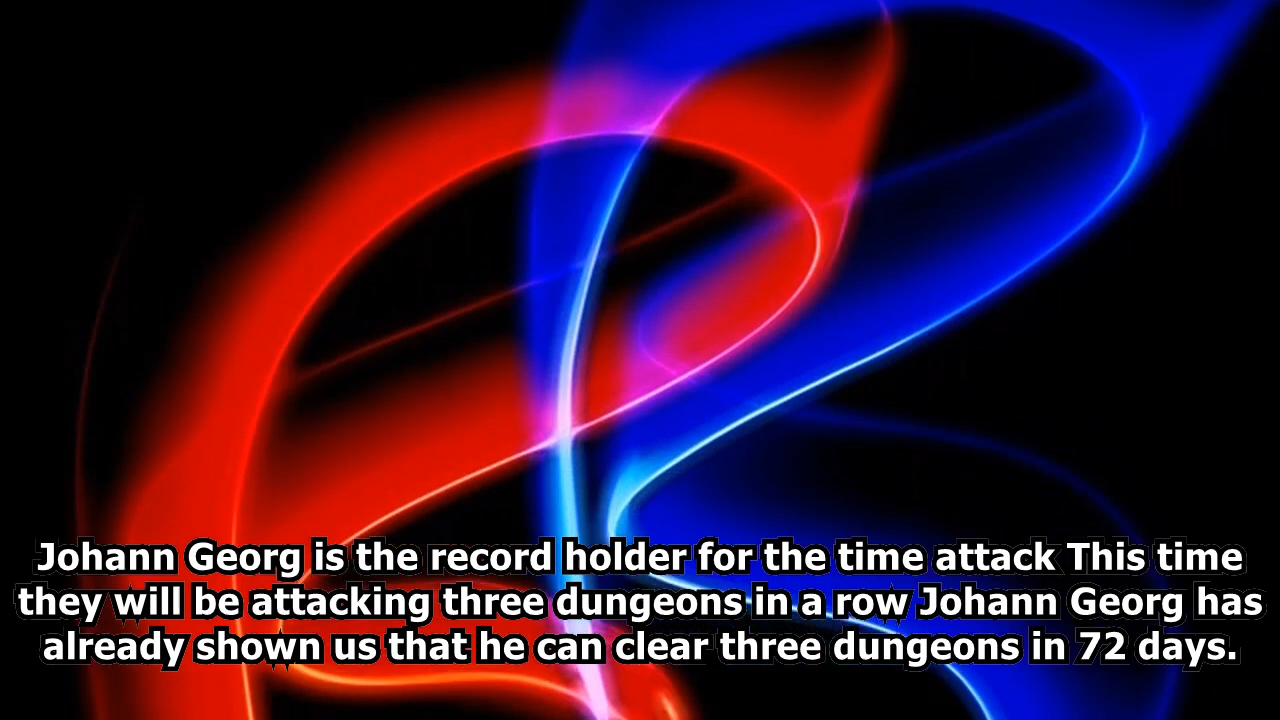 Johann Georg is the record holder for the time attack This time
they will be attacking three dungeons in a row Johann Georg has
already shown us that he can clear three dungeons in 72 days.